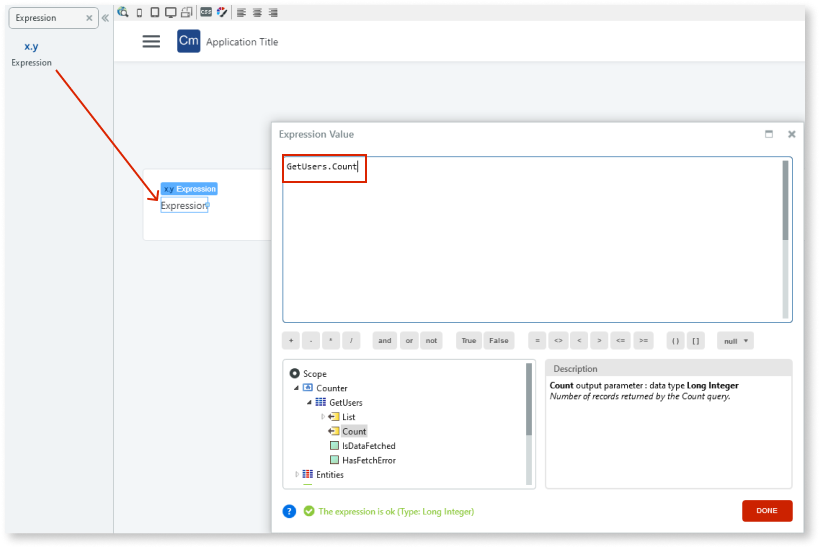 Expression
x.y
Expression
CSS
Cm Application Title
x.y Expression
Expression
Expression Value
GetUsers.Count
+ - * / and or not True False = <> < > <= >= ( ) [ ] null
Scope
Counter
GetUsers
List
Count
IsDataFetched
HasFetchError
Entities
Description
Count output parameter : data type Long Integer
Number of records returned by the Count query.
? The expression is ok (Type: Long Integer)
DONE